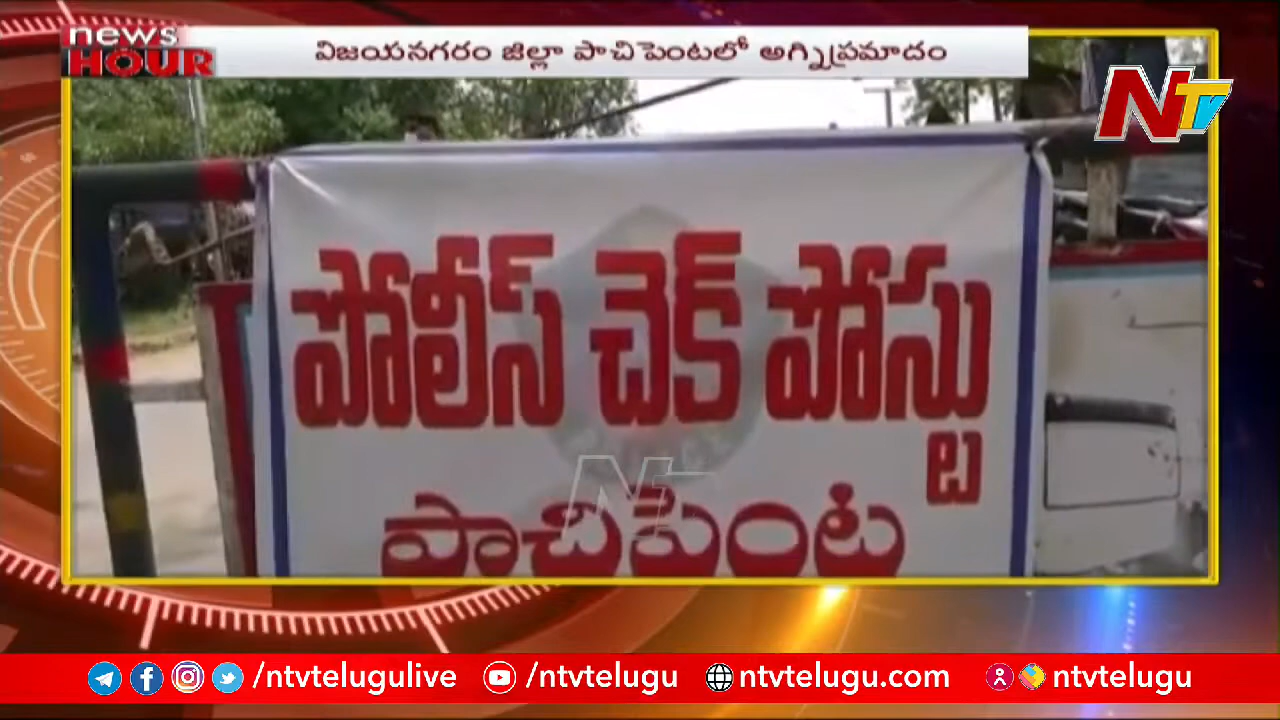 news
HOUR
విజయనగరం జిల్లా పాచిపెంటలో అగ్నిప్రమాదం
NTV
పోలీస్ చెక్ పోస్టు
పాచిపెంట
/ntvtelugulive
/ntvtelugu
ntvtelugu.com
ntvtelugu